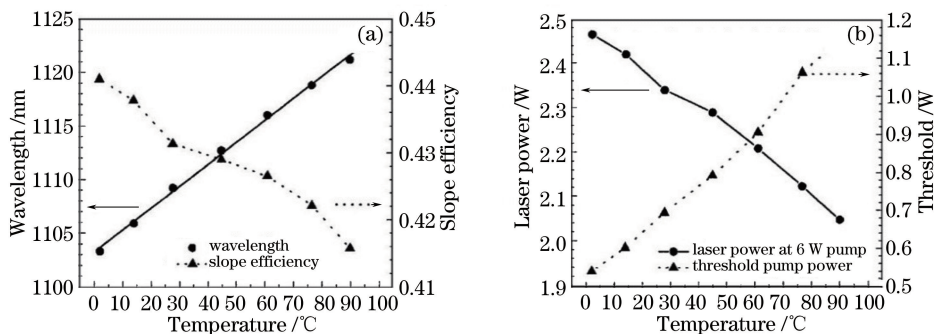 (a)
Wavelength /nm
1125
1120
1115
1110
1104
1100
0.45
0.44
0.43
0.42
0.41
Slope efficiency
wavelength
slope efficiency
0 10 20 30 40 50 60 70 80 90 100
Temperature /℃
(b)
Laser power /W
2.5
2.4
2.3
2.2
2.1
2.0
1.9
1.2
1.1
1.0
0.9
0.8
0.7
0.6
0.5
Threshold /W
laser power at 6 W pump
threshold pump power
0 10 20 30 40 50 60 70 80 90 100
Temperature /℃